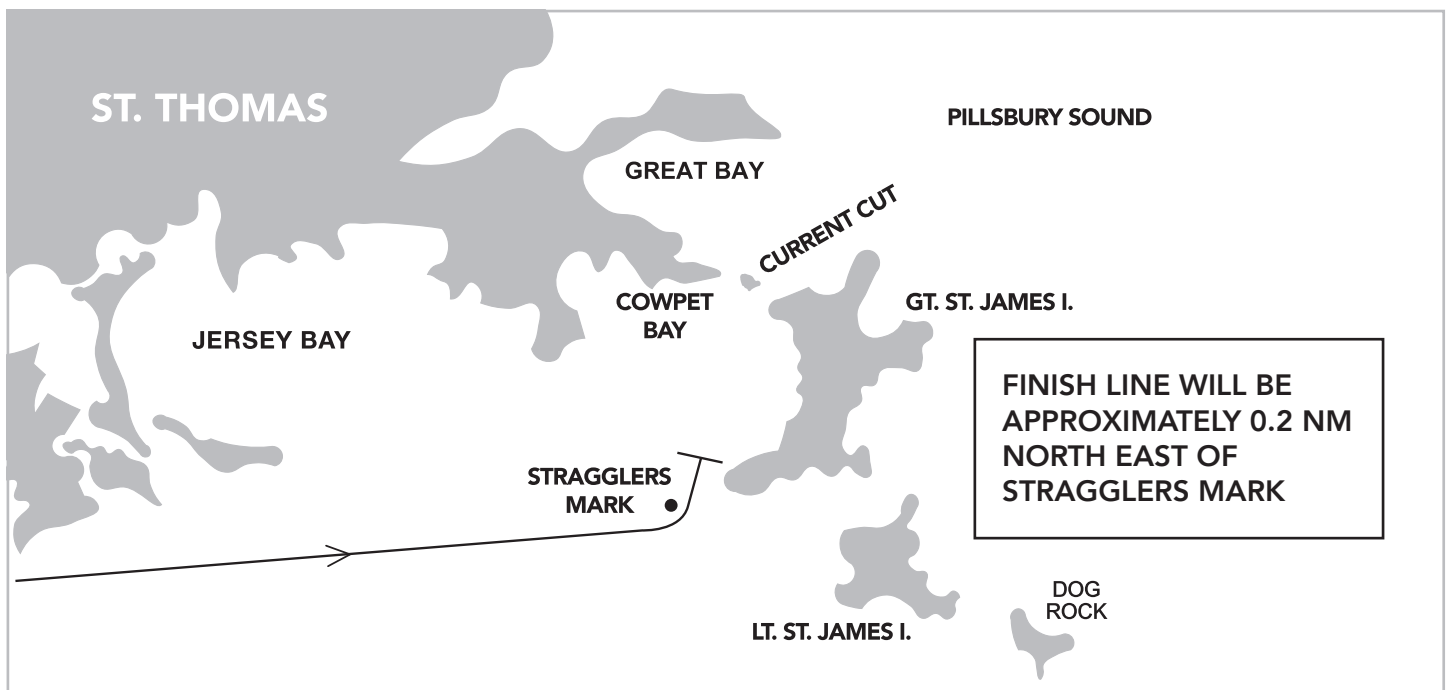 ST. THOMAS
PILLSBURY SOUND
GREAT BAY
CURRENT CUT
COWPET
BAY
GT. ST. JAMES I.
JERSEY BAY
FINISH LINE WILL BE
APPROXIMATELY 0.2 NM
NORTH EAST OF
STRAGGLERS MARK
STRAGGLERS
MARK
DOG
ROCK
LT. ST. JAMES I.